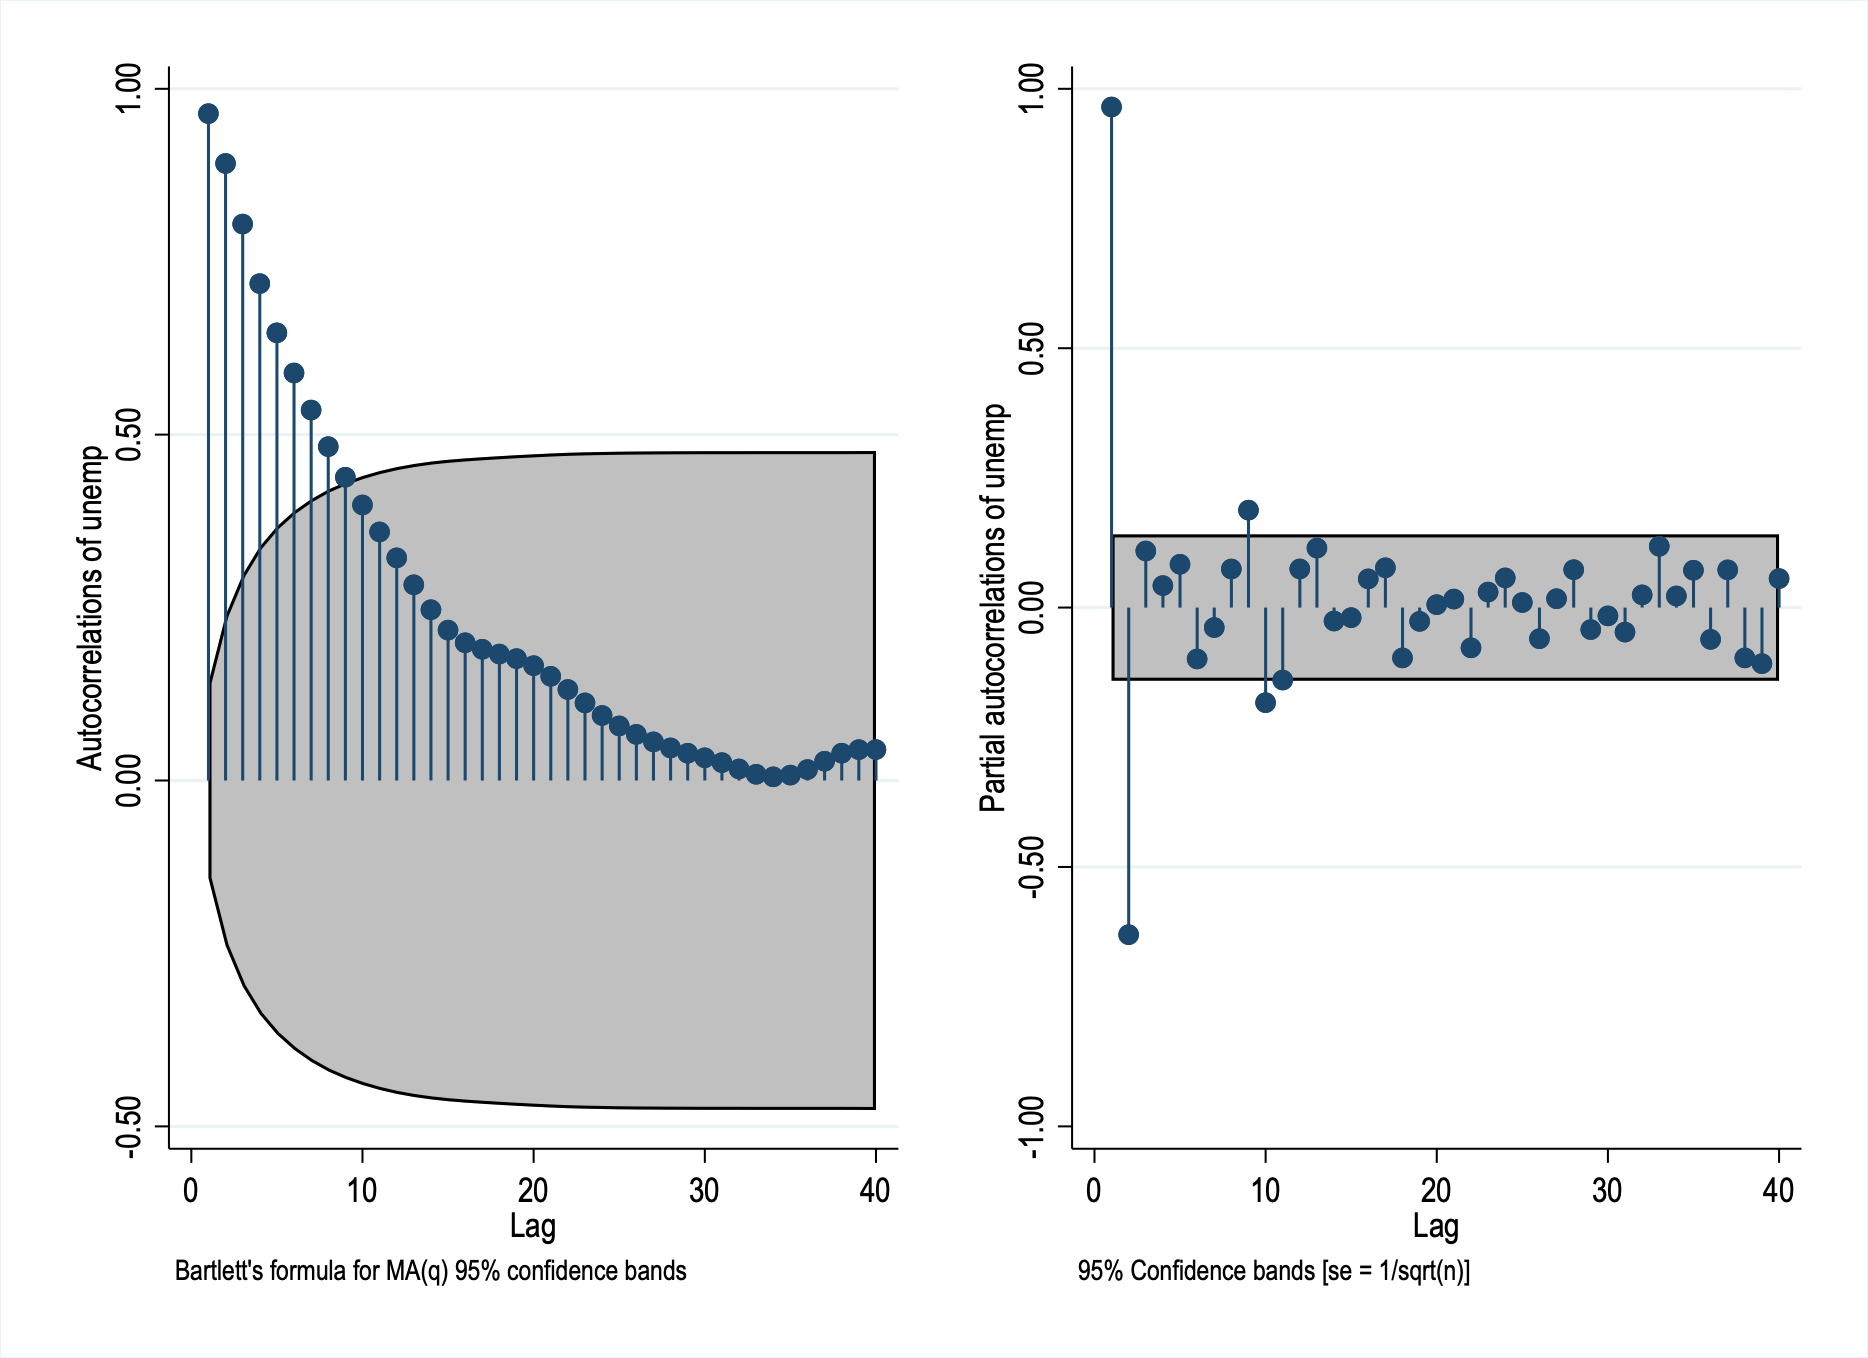 Autocorrelations of unemp
1.00
0.50
0.00
-0.50
0 10 20 30 40
Lag
Bartlett's formula for MA(q) 95% confidence bands
Partial autocorrelations of unemp
1.00
0.50
0.00
-0.50
-1.00
0 10 20 30 40
Lag
95% Confidence bands [se = 1/sqrt(n)]